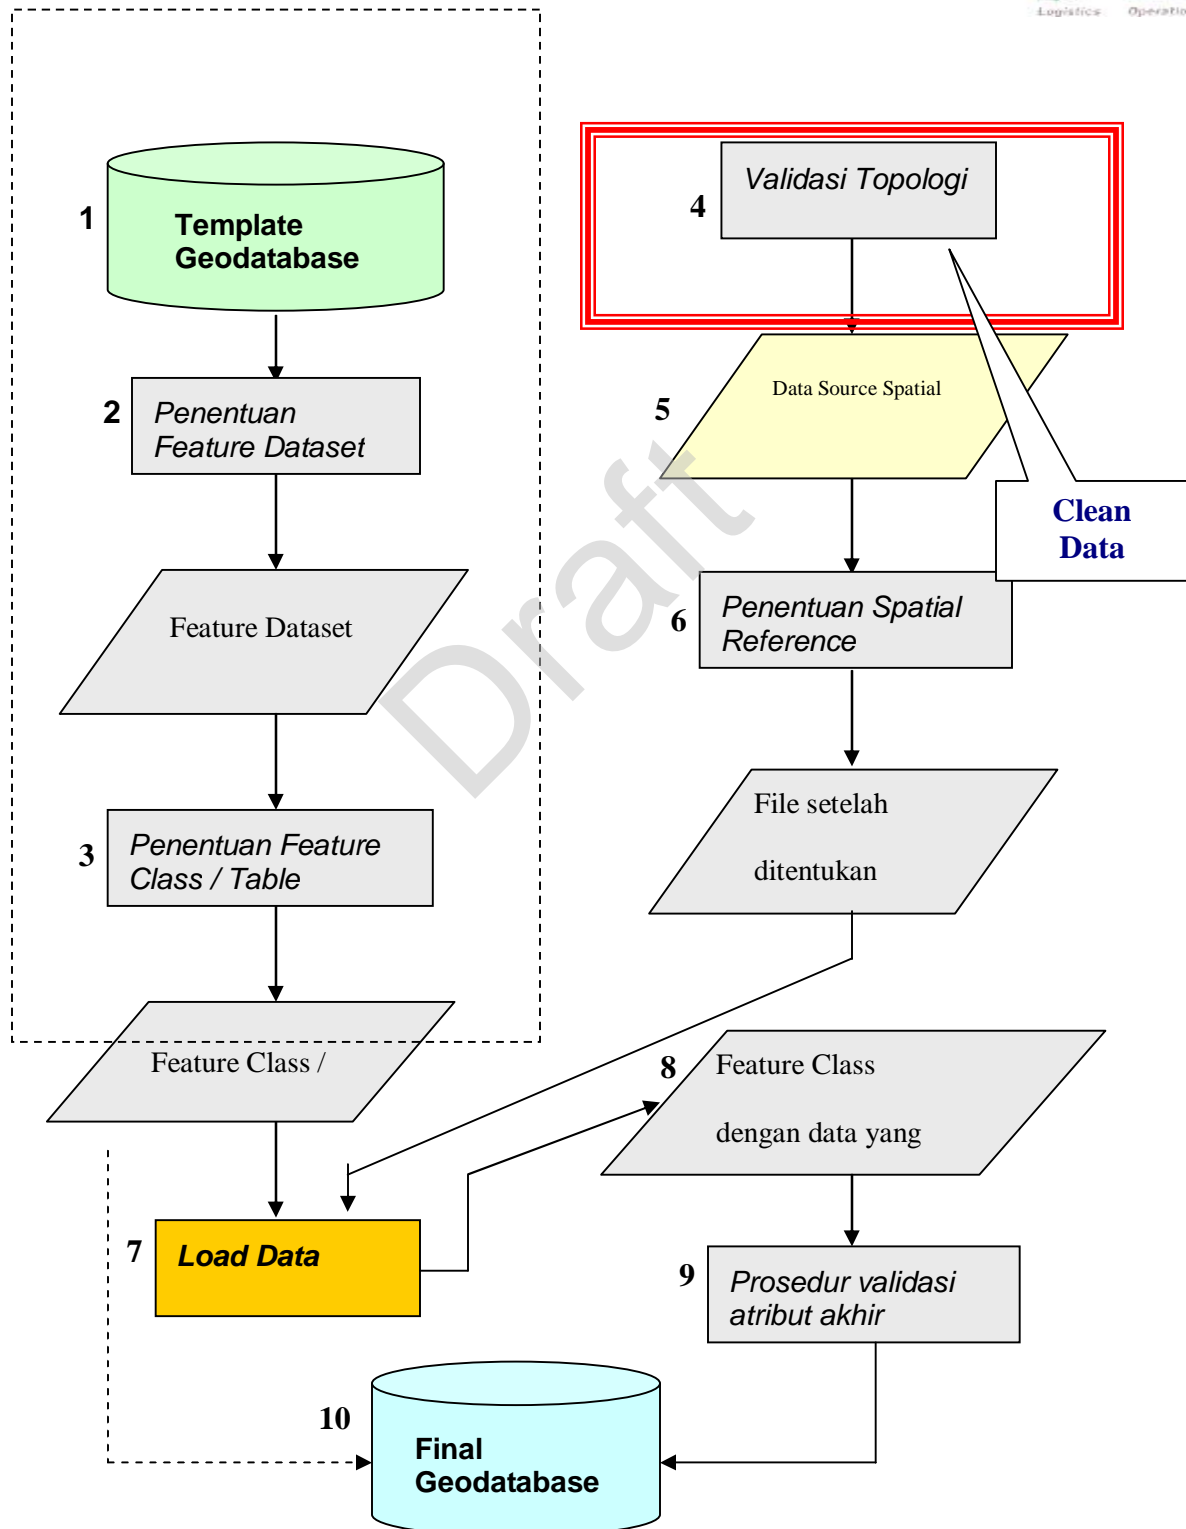 Logistics
1
Template
Geodatabase
2
Penentuan
Feature Dataset
Feature Dataset
3
Penentuan Feature
Class / Table
Feature Class /
4
Validasi Topologi
5
Data Source Spatial
Clean
Data
6
Penentuan Spatial
Reference
File setelah
ditentukan
7
Load Data
8
Feature Class
dengan data yang
9
Prosedur validasi
atribut akhir
10
Final
Geodatabase
Draft